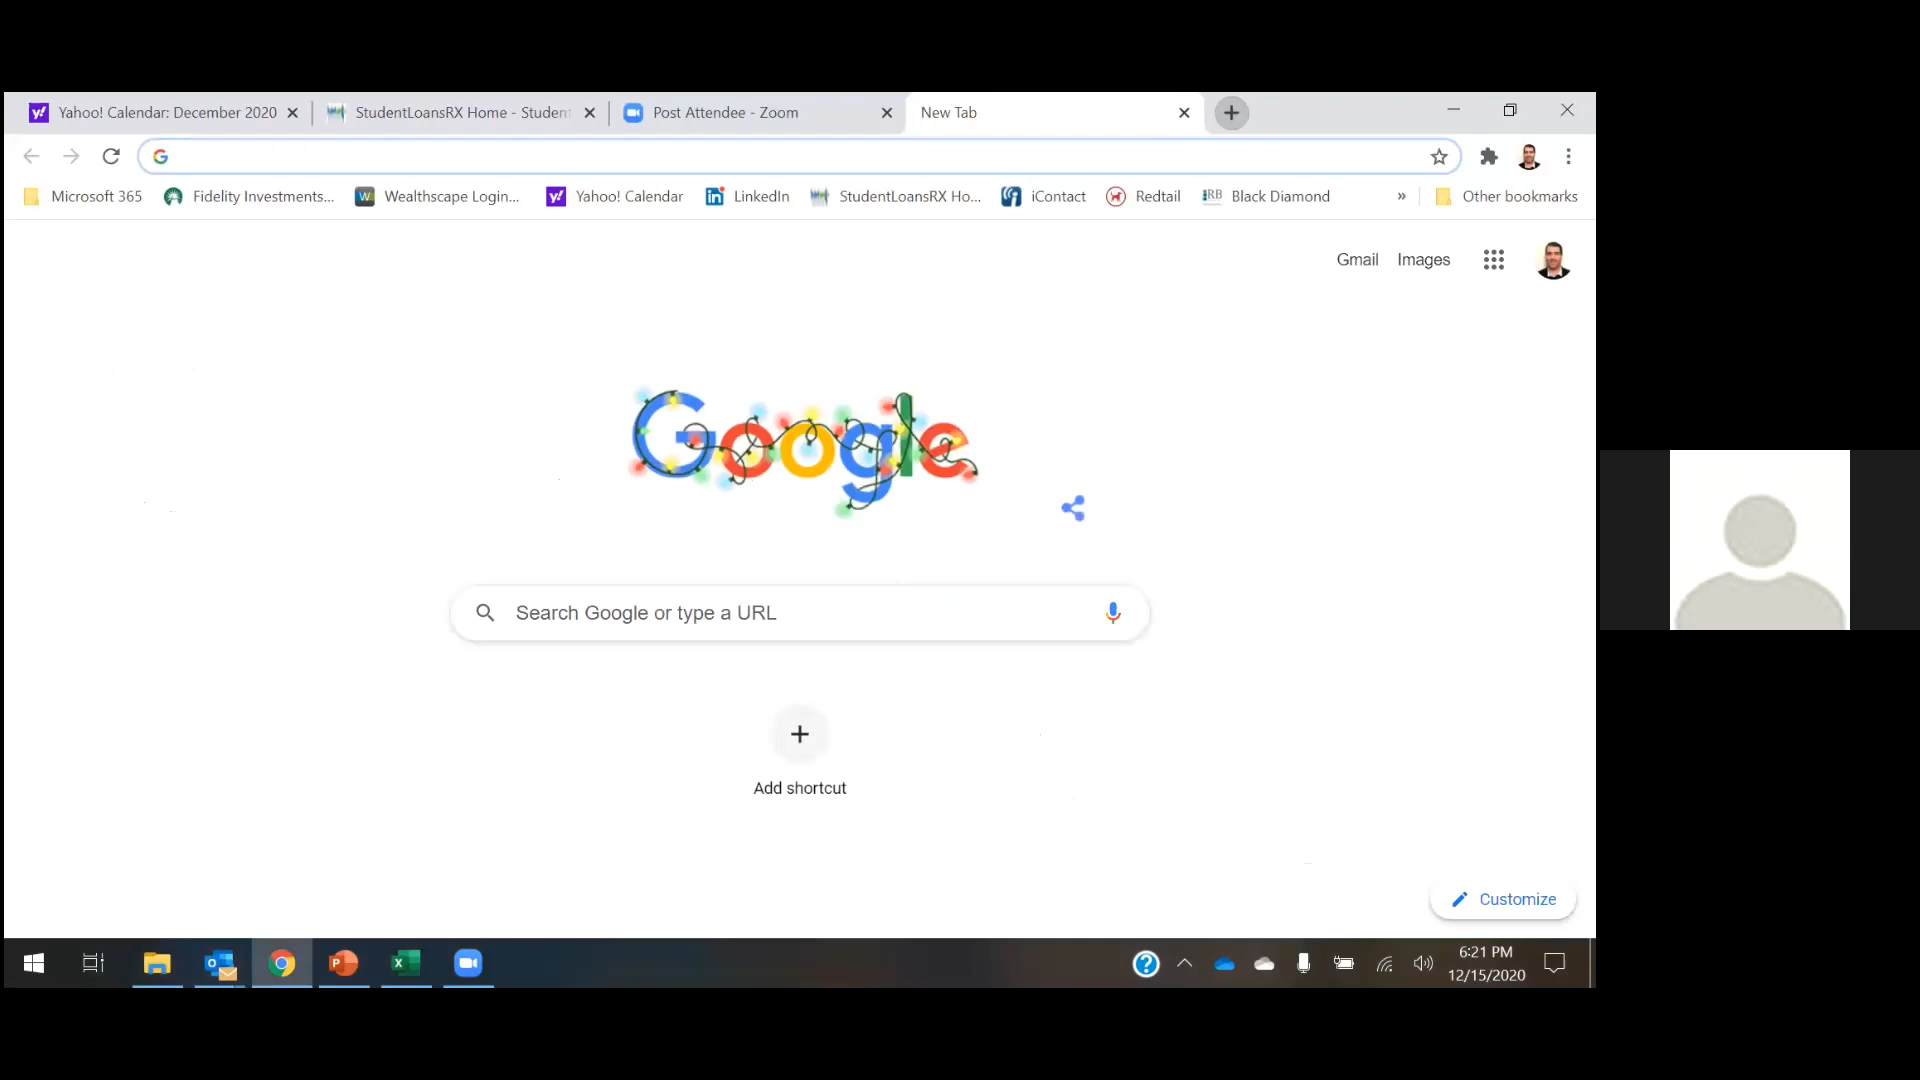 Yahoo! Calendar: December 2020
StudentLoansRX Home - Student
Post Attendee - Zoom
New Tab
Microsoft 365
Fidelity Investments...
Wealthscape Login...
Yahoo! Calendar
LinkedIn
StudentLoansRX Ho...
iContact
Redtail
Black Diamond
»
Other bookmarks
Gmail
Images
Google
Search Google or type a URL
Add shortcut
Customize
6:21 PM
12/15/2020